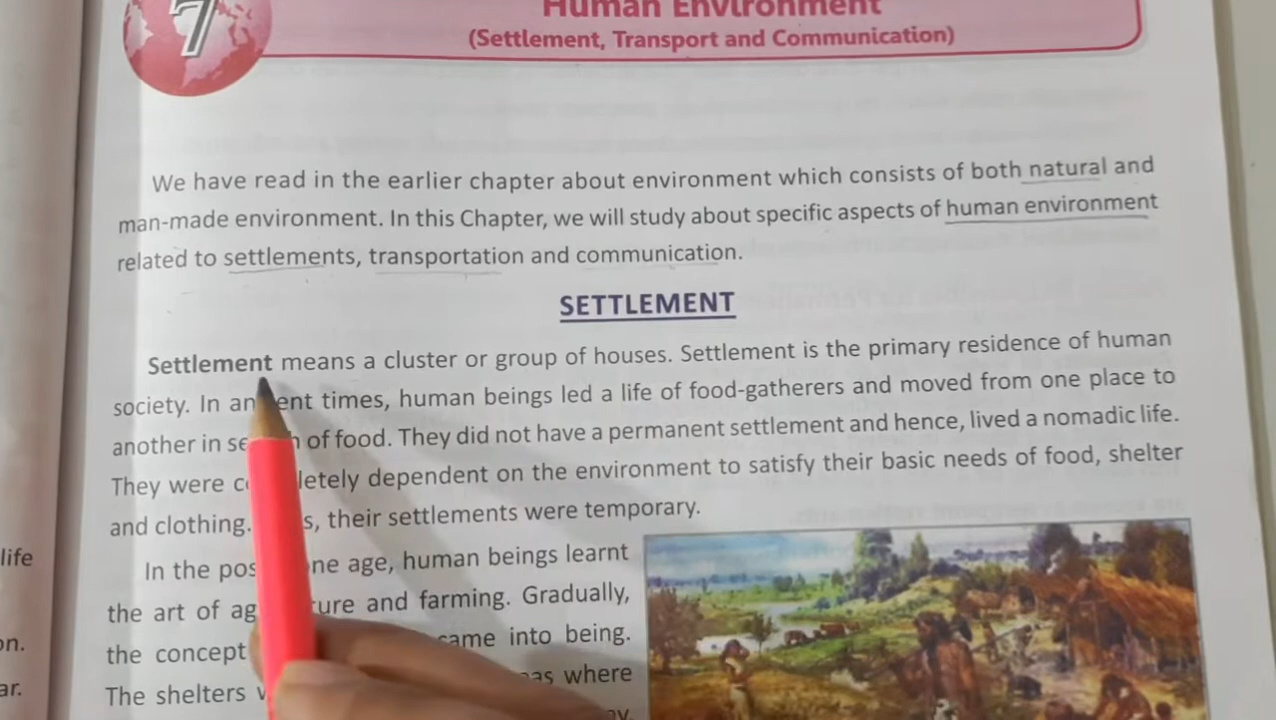 7
Human Environment
(Settlement, Transport and Communication)
We have read in the earlier chapter about environment which consists of both natural and
man-made environment. In this Chapter, we will study about specific aspects of human environment
related to settlements, transportation and communication.
SETTLEMENT
Settlement means a cluster or group of houses. Settlement is the primary residence of human
society. In an ent times, human beings led a life of food-gatherers and moved from one place to
another in se h of food. They did not have a permanent settlement and hence, lived a nomadic life.
They were c letely dependent on the environment to satisfy their basic needs of food, shelter
and clothing. s, their settlements were temporary.
In the pos ne age, human beings learnt
the art of ag ture and farming. Gradually,
the concept came into being.
The shelters where
life
on.
ar.